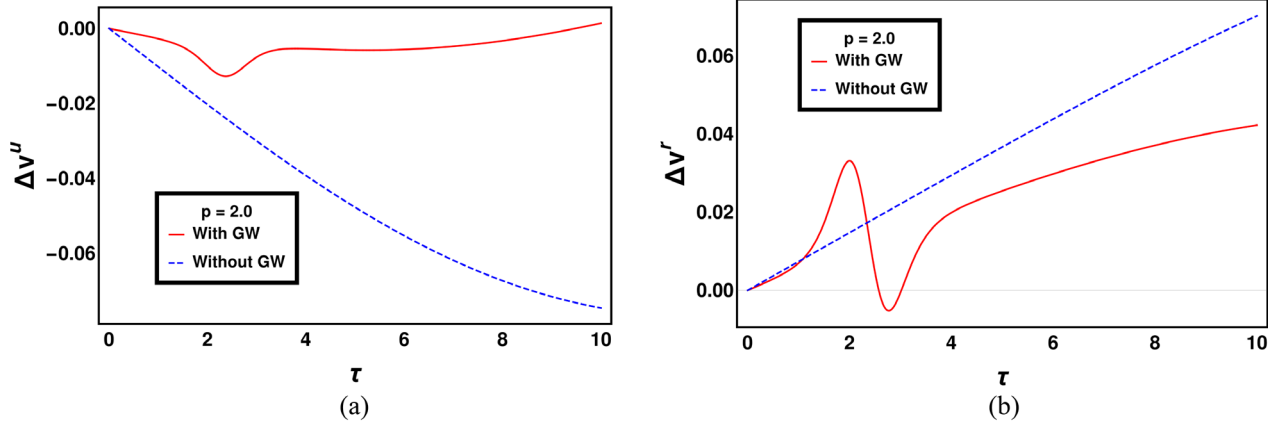 0.00
−0.02
−0.04
−0.06
Δvᵘ
p = 2.0
With GW
Without GW
0 2 4 6 8 10
τ
(a)
0.06
0.04
0.02
0.00
Δvʳ
p = 2.0
With GW
Without GW
0 2 4 6 8 10
τ
(b)